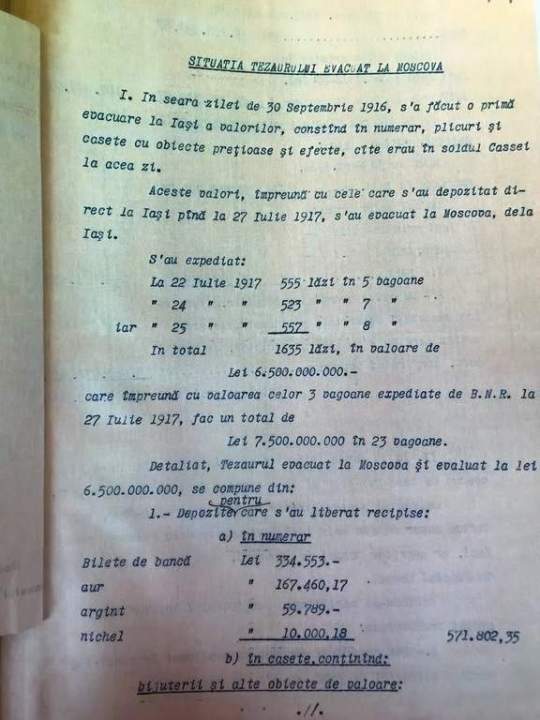 SITUATIA TEZAURULUI EVACUAT LA MOSCOVA
I. In seara zilei de 30 Septembrie 1916, s'a făcut o primă
evacuare la Iaşi a valorilor, constînd în numerar, plicuri şi
casete cu obiecte preţioase şi efecte, cîte erau în soldul Cassei
la acea zi.
Aceste valori, împreună cu cele care s'au depozitat di-
rect la Iaşi pînă la 27 Iulie 1917, s'au evacuat la Moscova, dela
Iaşi.
S'au expediat:
La 22 Iulie 1917 555 lăzi în 5 vagoane
" 24 " " 523 " " 7 "
iar " 25 " " 557 " " 8 "
In total 1635 lăzi, în valoare de
Lei 6.500.000.000.-
care împreună cu valoarea celor 3 vagoane expediate de B.N.R. la
27 Iulie 1917, fac un total de
Lei 7.500.000.000 în 23 vagoane.
Detaliat, Tezaurul evacuat la Moscova şi evaluat la lei
6.500.000.000, se compune din:
pentru
1.- Depozite care s'au liberat recipise:
a) în numerar
Bilete de bancă Lei 334.553.-
aur " 167.460,17
argint " 59.789.-
nichel " 10.000,18 571.802,35
b) în casete, conţinînd:
bijuterii şi alte obiecte de valoare:
.//.